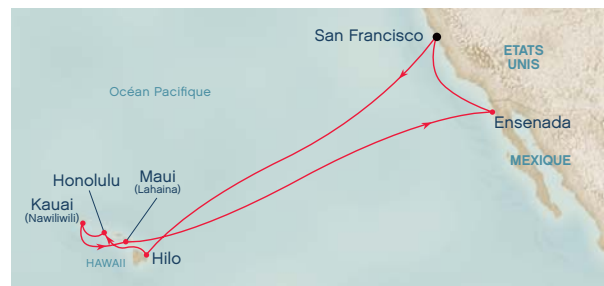 San Francisco
ETATS
UNIS
Océan Pacifique
Ensenada
MEXIQUE
Maui
(Lahaina)
Honolulu
Kauai
(Nawiliwili)
HAWAII
Hilo